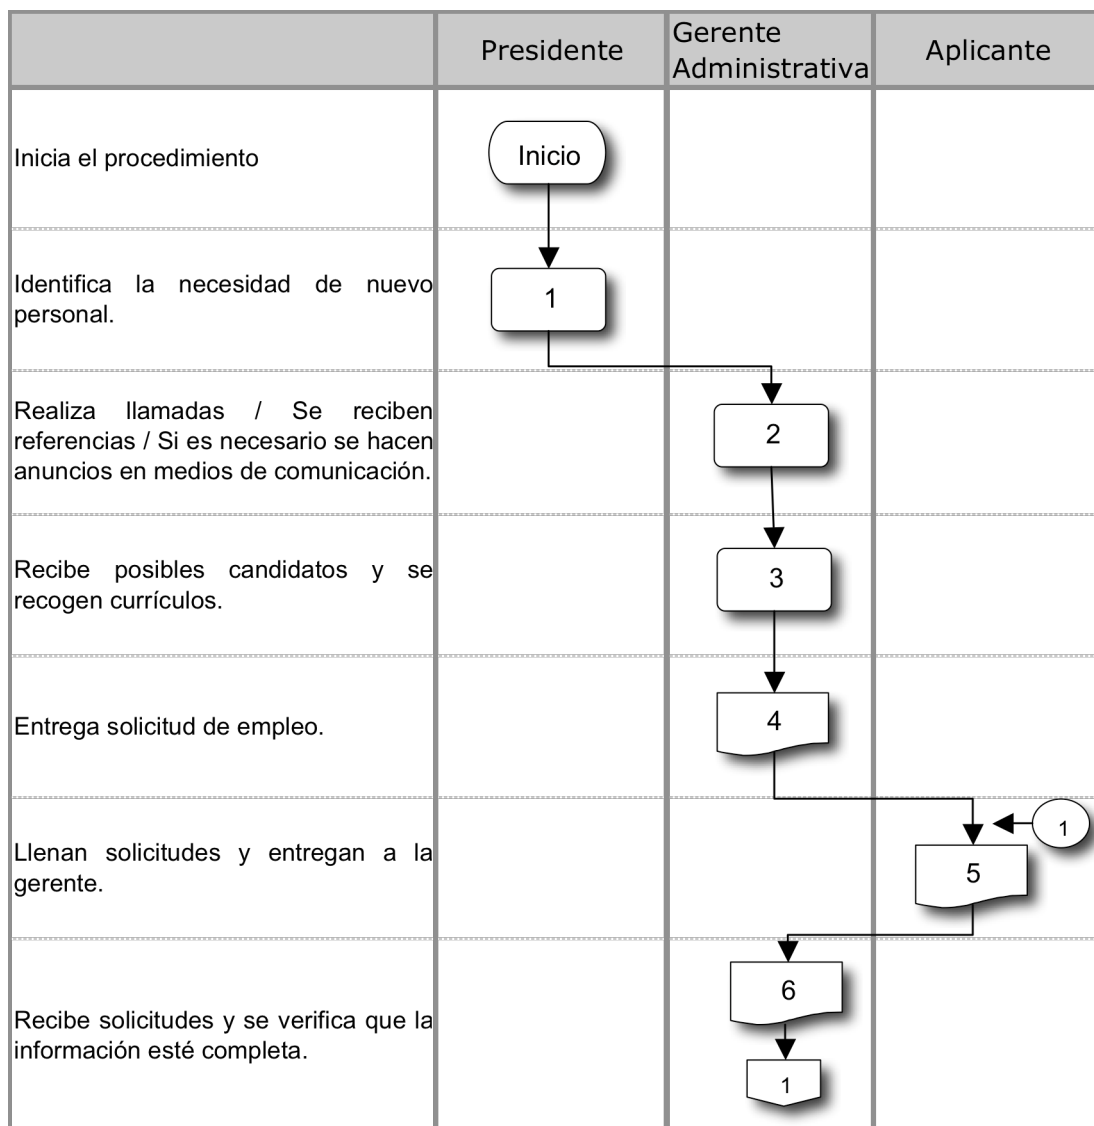 Presidente
Gerente
Administrativa
Aplicante
Inicia el procedimiento
Inicio
Identifica la necesidad de nuevo
personal.
1
Realiza llamadas / Se reciben
referencias / Si es necesario se hacen
anuncios en medios de comunicación.
2
Recibe posibles candidatos y se
recogen currículos.
3
Entrega solicitud de empleo.
4
Llenan solicitudes y entregan a la
gerente.
1
5
Recibe solicitudes y se verifica que la
información esté completa.
6
1